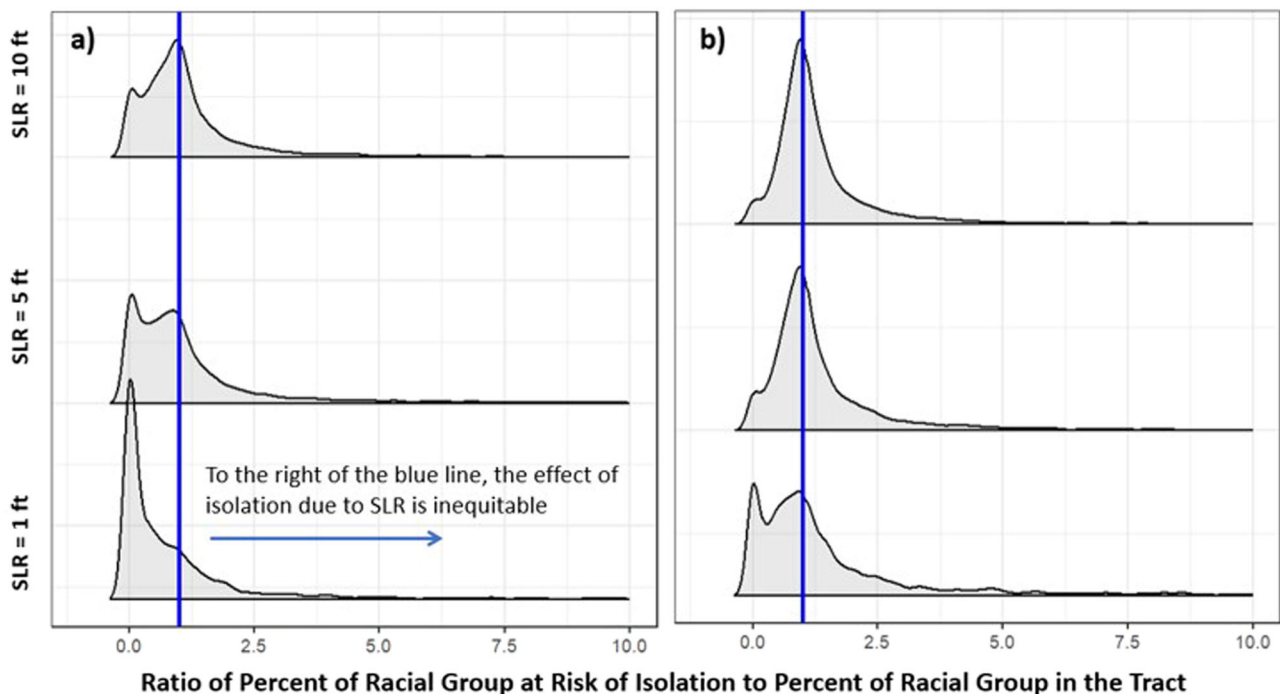 a)
b)
SLR = 10 ft
SLR = 5 ft
SLR = 1 ft
To the right of the blue line, the effect of
isolation due to SLR is inequitable
0.0 2.5 5.0 7.5 10.0
0.0 2.5 5.0 7.5 10.0
Ratio of Percent of Racial Group at Risk of Isolation to Percent of Racial Group in the Tract